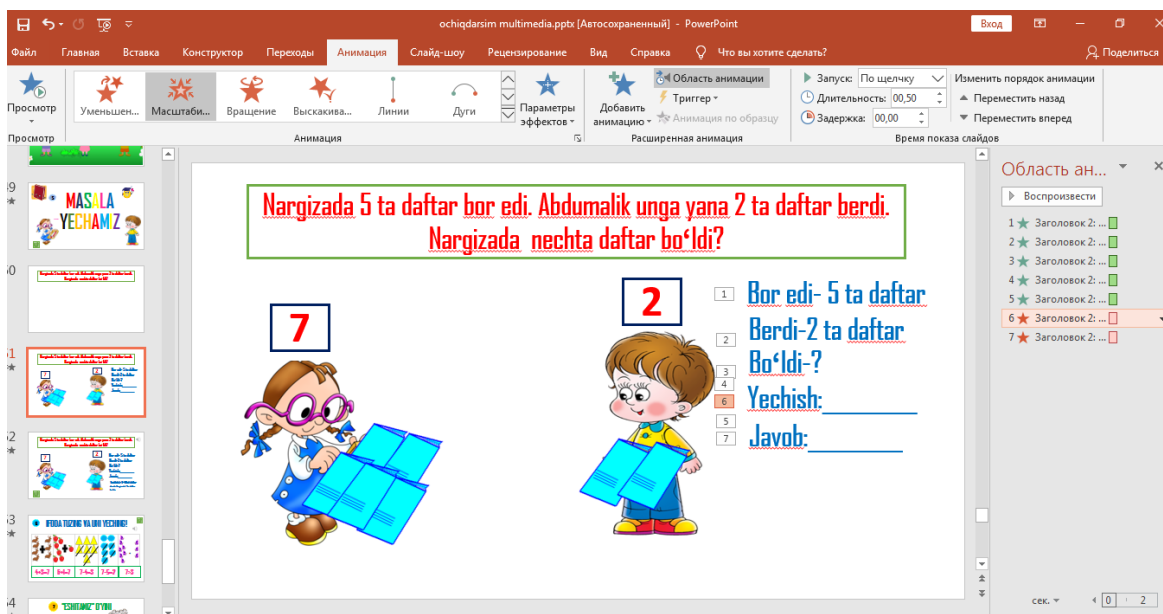 ochiqdarsim multimedia.pptx [Автосохраненный] - PowerPoint
Вход
Файл Главная Вставка Конструктор Переходы Анимация Слайд-шоу Рецензирование Вид Справка Что вы хотите сделать? Поделиться
Просмотр
Уменьшен... Масштаби... Вращение Выскакива... Линии Дуги
Параметры эффектов
Добавить анимацию
Область анимации
Триггер
Анимация по образцу
Запуск: По щелчку
Длительность: 00,50
Задержка: 00,00
Изменить порядок анимации
Переместить назад
Переместить вперед
Просмотр Анимация Расширенная анимация Время показа слайдов
MASALA
YECHAMIZ
IFODA TUZING VA UNI YECHING!
Nargizada 5 ta daftar bor edi. Abdumalik unga yana 2 ta daftar berdi.
Nargizada nechta daftar bo‘ldi?
7
2
1 Bor edi- 5 ta daftar
2 Berdi-2 ta daftar
3 Bo‘ldi-?
4
6 Yechish:_________
5
7 Javob:_________
Область ан...
Воспроизвести
1 Заголовок 2: ...
2 Заголовок 2: ...
3 Заголовок 2: ...
4 Заголовок 2: ...
5 Заголовок 2: ...
6 Заголовок 2: ...
7 Заголовок 2: ...
сек. 0 2